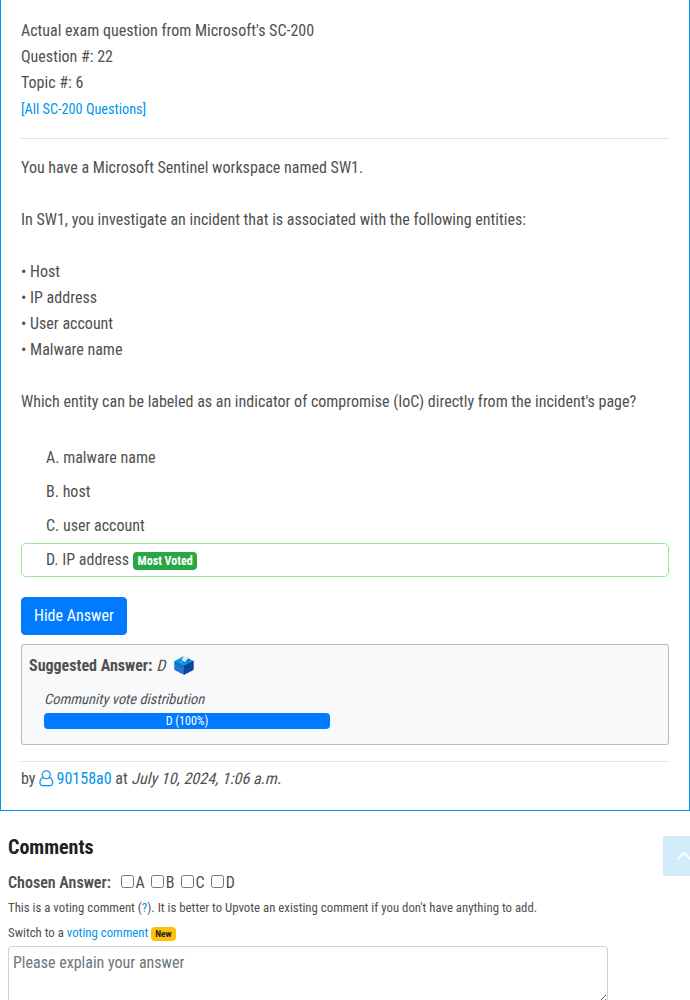 Actual exam question from Microsoft's SC-200
Question #: 22
Topic #: 6
[All SC-200 Questions]
You have a Microsoft Sentinel workspace named SW1.
In SW1, you investigate an incident that is associated with the following entities:
• Host
• IP address
• User account
• Malware name
Which entity can be labeled as an indicator of compromise (IoC) directly from the incident's page?
A. malware name
B. host
C. user account
D. IP address Most Voted
Hide Answer
Suggested Answer: D
Community vote distribution
D (100%)
by 90158a0 at July 10, 2024, 1:06 a.m.
Comments
Chosen Answer: A B C D
This is a voting comment (?). It is better to Upvote an existing comment if you don't have anything to add.
Switch to a voting comment New
Please explain your answer